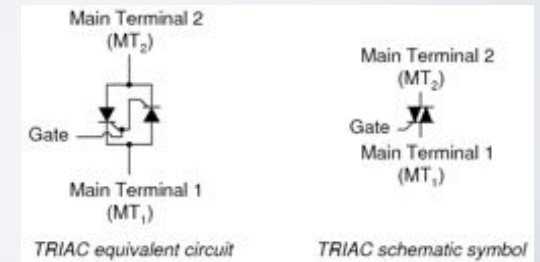 Main Terminal 2
(MT₂)
Gate
Main Terminal 1
(MT₁)
TRIAC equivalent circuit
Main Terminal 2
(MT₂)
Gate
Main Terminal 1
(MT₁)
TRIAC schematic symbol